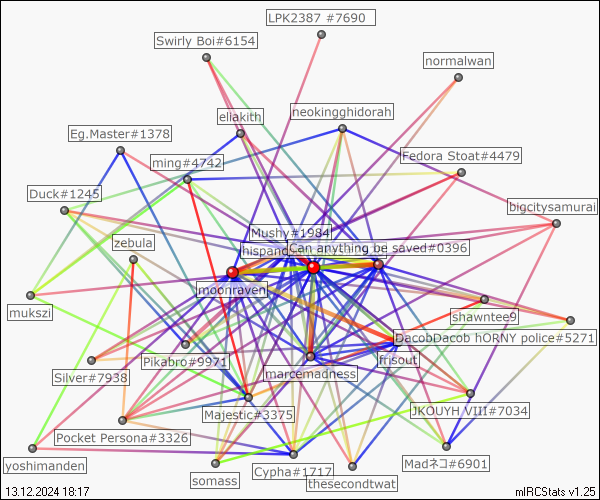 LPK2387 #7690
Swirly Boi#6154
normalwan
eliakith
neokingghidorah
Eg.Master#1378
ming#4742
Fedora Stoat#4479
Duck#1245
bigcitysamurai
zebula
Mushy#1984
hispano
Can anything be saved#0396
moonraven
mukszi
shawntee9
DacobDacob hORNY police#5271
Pikabro#9971
frisout
Silver#7938
marcemadness
Majestic#3375
JKOUYH VIII#7034
Pocket Persona#3326
yoshimanden
Madネコ#6901
somass
Cypha#1717
thesecondtwat
13.12.2024 18:17
mIRCStats v1.25